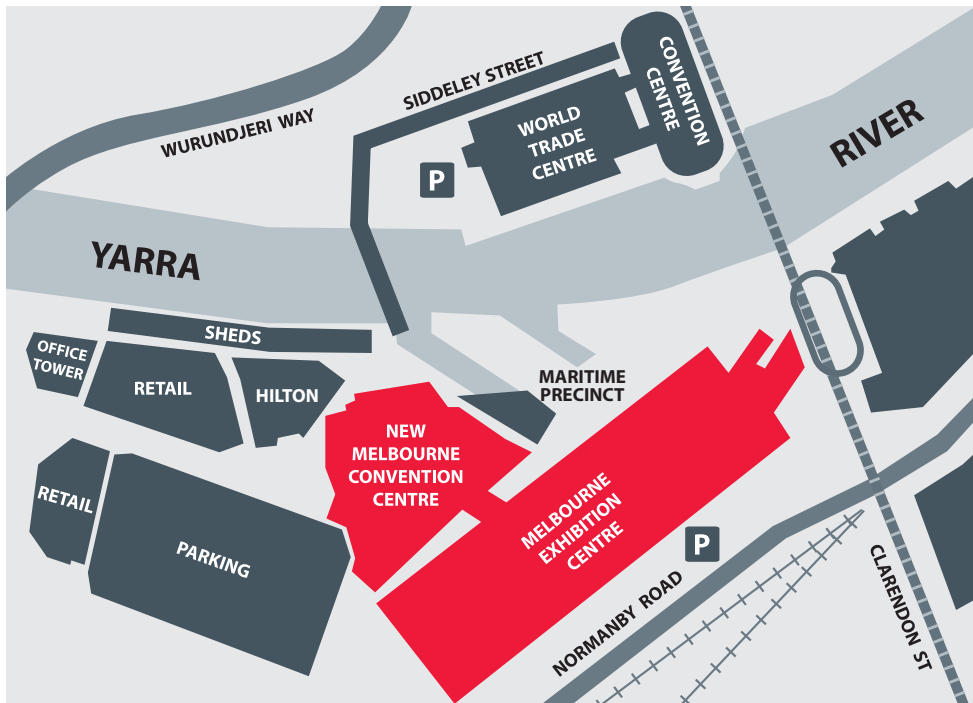 SIDDELEY STREET
CONVENTION
CENTRE
WURUNDJERI WAY
WORLD
TRADE
CENTRE
RIVER
P
YARRA
SHEDS
OFFICE
TOWER
RETAIL
HILTON
MARITIME
PRECINCT
NEW
MELBOURNE
CONVENTION
CENTRE
RETAIL
PARKING
MELBOURNE
EXHIBITION
CENTRE
P
NORMANBY ROAD
CLARENDON ST